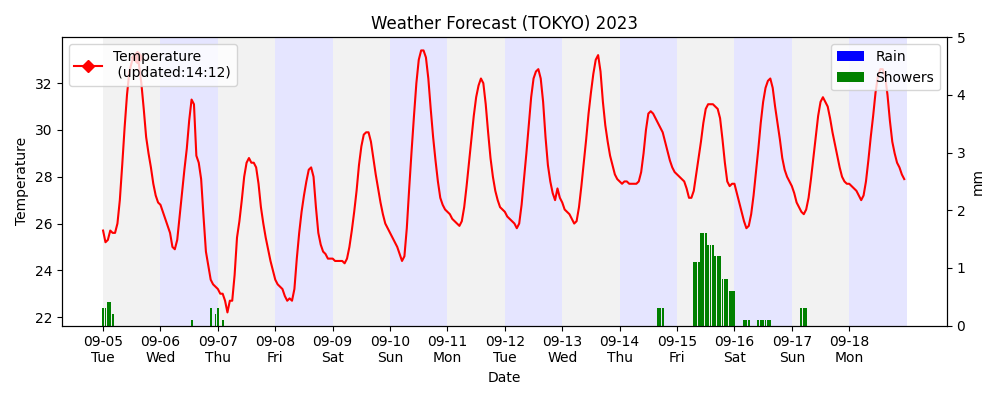 Weather Forecast (TOKYO) 2023
Temperature
(updated:14:12)
Rain
Showers
Temperature
32
30
28
26
24
22
5
4
3
2
1
0
mm
09-05 09-06 09-07 09-08 09-09 09-10 09-11 09-12 09-13 09-14 09-15 09-16 09-17 09-18
Tue Wed Thu Fri Sat Sun Mon Tue Wed Thu Fri Sat Sun Mon
Date